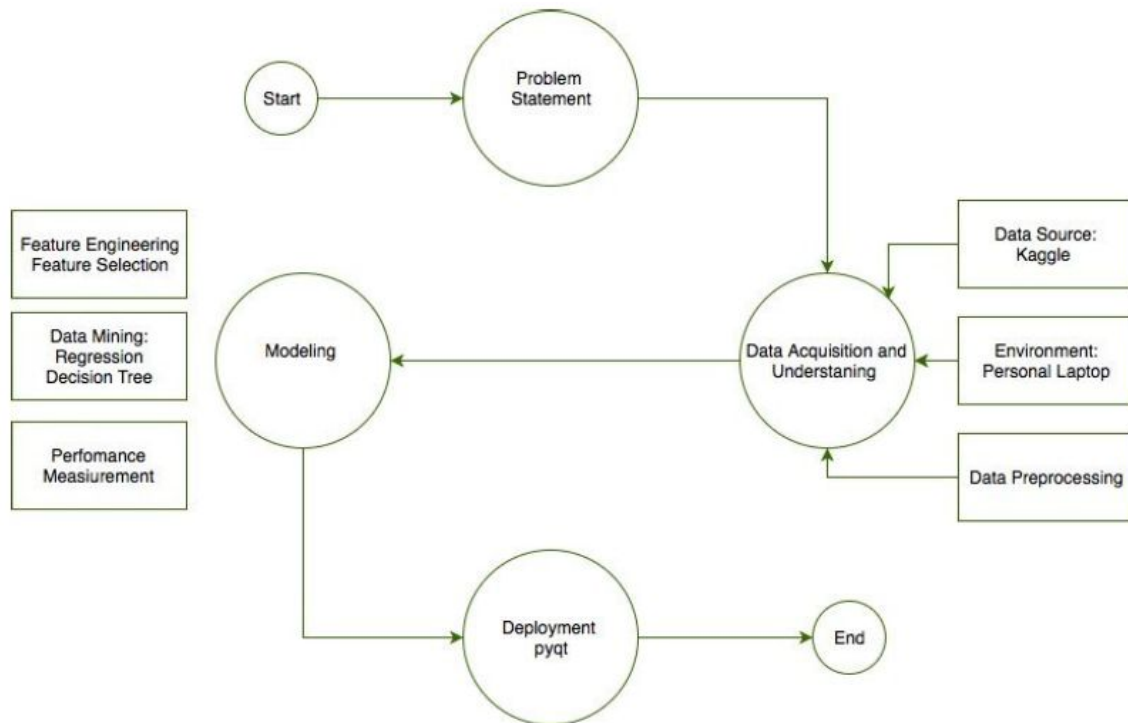 Start
Problem
Statement
Feature Engineering
Feature Selection
Data Mining:
Regression
Decision Tree
Perfomance
Measiurement
Modeling
Data Acquisition and
Understaning
Data Source:
Kaggle
Environment:
Personal Laptop
Data Preprocessing
Deployment
pyqt
End